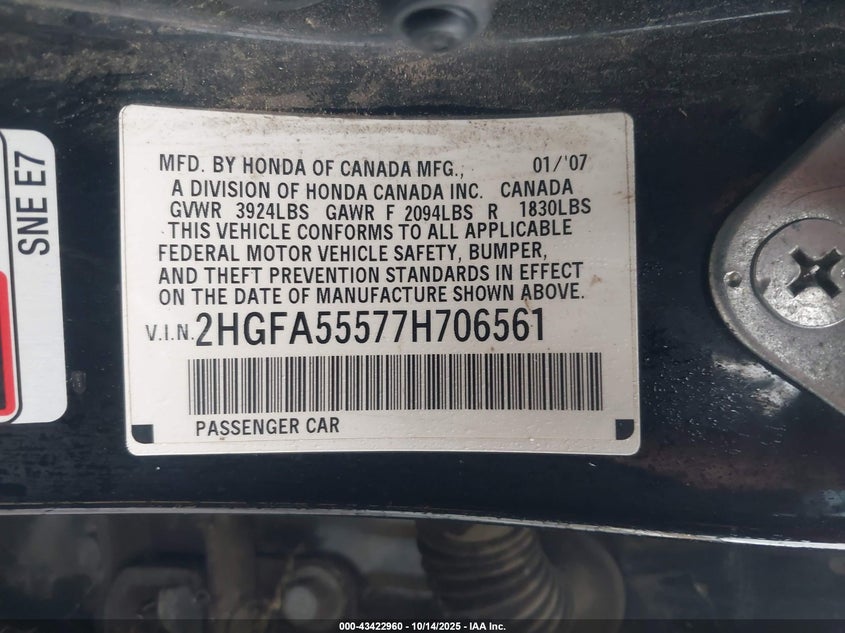 SNE E7
MFD. BY HONDA OF CANADA MFG., 01/'07
A DIVISION OF HONDA CANADA INC. CANADA
GVWR 3924LBS GAWR F 2094LBS R 1830LBS
THIS VEHICLE CONFORMS TO ALL APPLICABLE
FEDERAL MOTOR VEHICLE SAFETY, BUMPER,
AND THEFT PREVENTION STANDARDS IN EFFECT
ON THE DATE OF MANUFACTURE SHOWN ABOVE.
V.I.N. 2HGFA55577H706561
PASSENGER CAR
000-43422960 - 10/14/2025 - IAA Inc.